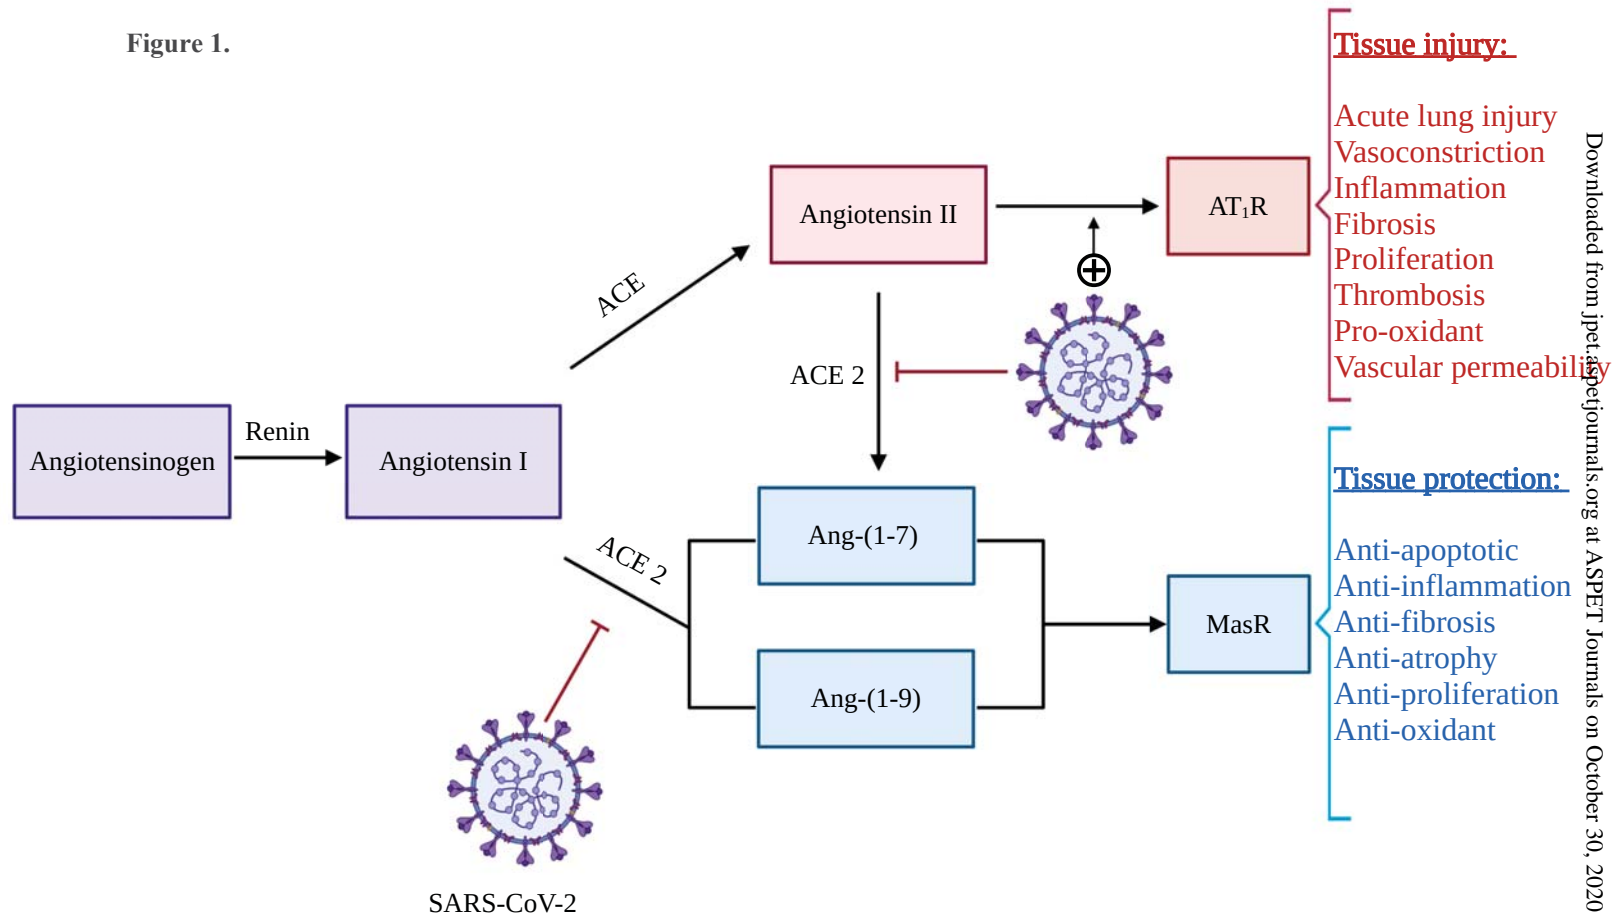 Figure 1.
Angiotensinogen
Renin
Angiotensin I
ACE
ACE 2
Angiotensin II
ACE 2
AT₁R
Ang-(1-7)
Ang-(1-9)
MasR
SARS-CoV-2
Tissue injury:
Acute lung injury
Vasoconstriction
Inflammation
Fibrosis
Proliferation
Thrombosis
Pro-oxidant
Vascular permeability
Tissue protection:
Anti-apoptotic
Anti-inflammation
Anti-fibrosis
Anti-atrophy
Anti-proliferation
Anti-oxidant
Downloaded from jpet.aspetjournals.org at ASPET Journals on October 30, 2020